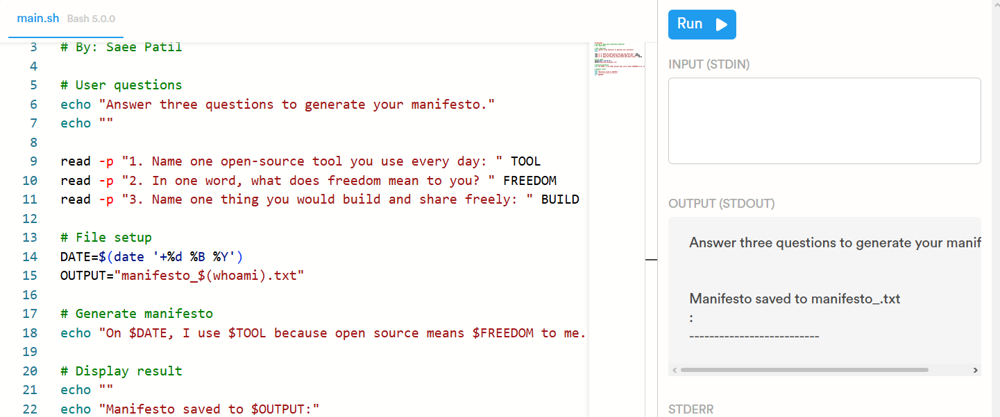 main.sh Bash 5.0.0
3 # By: Saee Patil
4
5 # User questions
6 echo "Answer three questions to generate your manifesto."
7 echo ""
8
9 read -p "1. Name one open-source tool you use every day: " TOOL
10 read -p "2. In one word, what does freedom mean to you? " FREEDOM
11 read -p "3. Name one thing you would build and share freely: " BUILD
12
13 # File setup
14 DATE=$(date '+%d %B %Y')
15 OUTPUT="manifesto_$(whoami).txt"
16
17 # Generate manifesto
18 echo "On $DATE, I use $TOOL because open source means $FREEDOM to me.
19
20 # Display result
21 echo ""
22 echo "Manifesto saved to $OUTPUT:"
Run
INPUT (STDIN)
OUTPUT (STDOUT)
Answer three questions to generate your manif
Manifesto saved to manifesto_.txt
:
--------------------------
STDERR